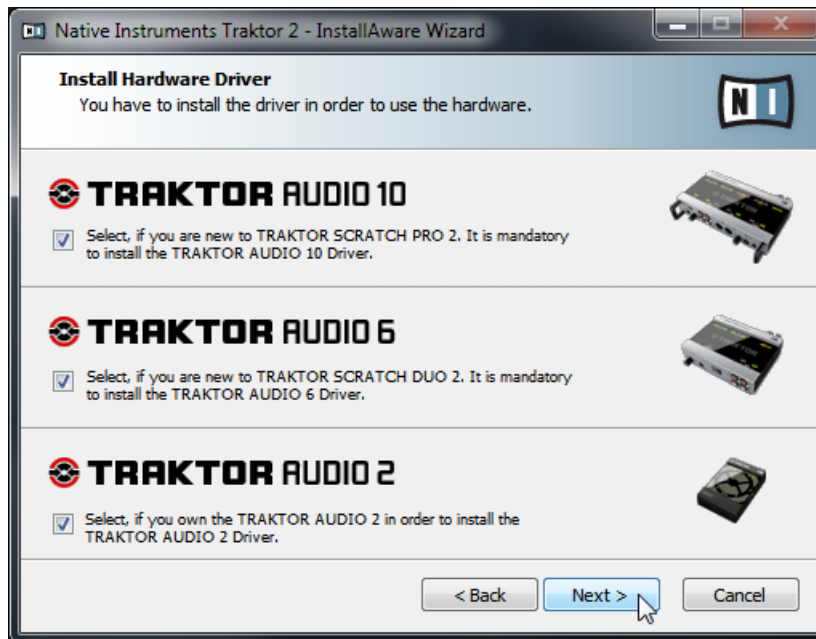 Native Instruments Traktor 2 - InstallAware Wizard
Install Hardware Driver
You have to install the driver in order to use the hardware.
NI
TRAKTOR AUDIO 10
Select, if you are new to TRAKTOR SCRATCH PRO 2. It is mandatory
to install the TRAKTOR AUDIO 10 Driver.
TRAKTOR AUDIO 6
Select, if you are new to TRAKTOR SCRATCH DUO 2. It is mandatory
to install the TRAKTOR AUDIO 6 Driver.
TRAKTOR AUDIO 2
Select, if you own the TRAKTOR AUDIO 2 in order to install the
TRAKTOR AUDIO 2 Driver.
< Back
Next >
Cancel